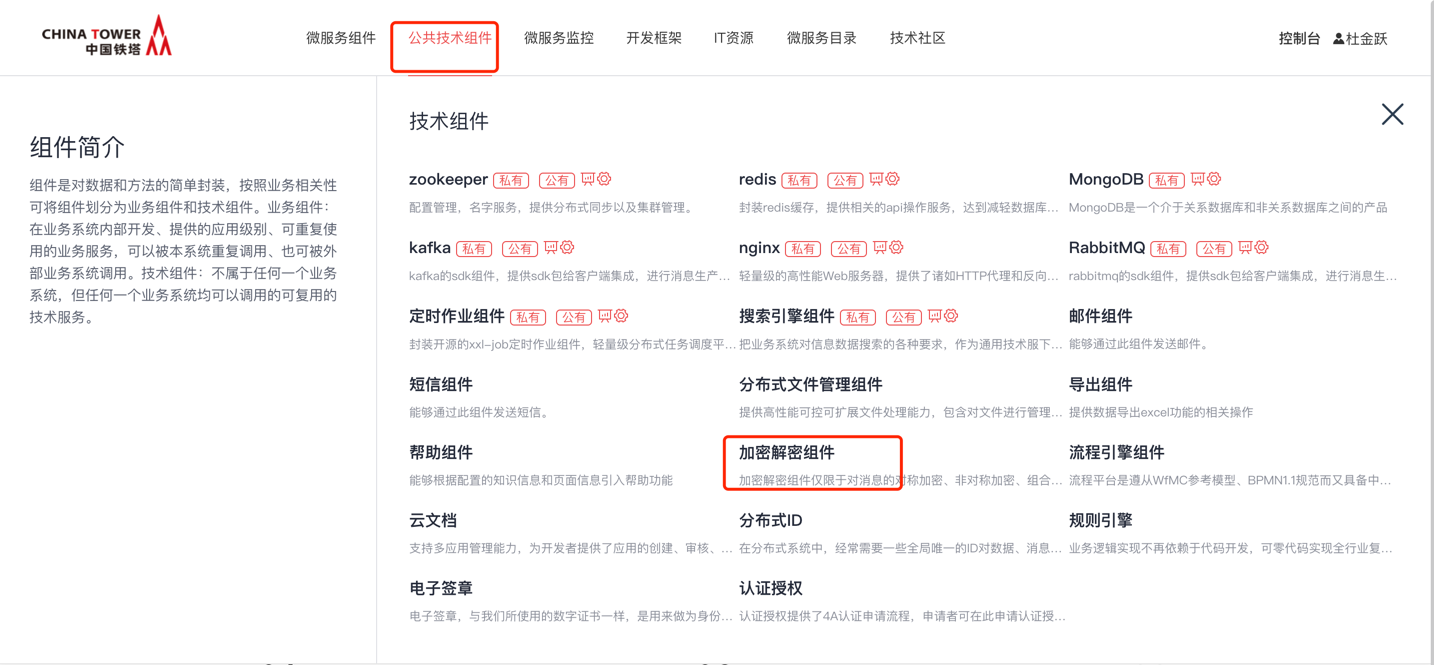 CHINA TOWER
中国铁塔
微服务组件 公共技术组件 微服务监控 开发框架 IT资源 微服务目录 技术社区 控制台 杜金跃
组件简介
组件是对数据和方法的简单封装，按照业务相关性
可将组件划分为业务组件和技术组件。业务组件：
在业务系统内部开发、提供的应用级别、可重复使
用的业务服务，可以被本系统重复调用、也可被外
部业务系统调用。技术组件：不属于任何一个业务
系统，但任何一个业务系统均可以调用的可复用的
技术服务。
技术组件
zookeeper 私有 公有
配置管理，名字服务，提供分布式同步以及集群管理。
redis 私有 公有
封装redis缓存，提供相关的api操作服务，达到减轻数据库...
MongoDB 私有 公有
MongoDB是一个介于关系数据库和非关系数据库之间的产品
kafka 私有 公有
kafka的sdk组件，提供sdk包给客户端集成，进行消息生产...
nginx 私有 公有
轻量级的高性能Web服务器，提供了诸如HTTP代理和反向...
RabbitMQ 私有 公有
rabbitmq的sdk组件，提供sdk包给客户端集成，进行消息生...
定时作业组件 私有 公有
封装开源的xxl-job定时作业组件，轻量级分布式任务调度平...
搜索引擎组件 私有 公有
把业务系统对信息数据搜索的各种要求，作为通用技术服下...
邮件组件
能够通过此组件发送邮件。
短信组件
能够通过此组件发送短信。
分布式文件管理组件
提供高性能可控可扩展文件处理能力，包含对文件进行管理...
导出组件
提供数据导出excel功能的相关操作
帮助组件
能够根据配置的知识信息和页面信息引入帮助功能
加密解密组件
加密解密组件仅限于对消息的对称加密、非对称加密、组合...
流程引擎组件
流程平台是遵从WfMC参考模型、BPMN1.1规范而又具备中...
云文档
支持多应用管理能力，为开发者提供了应用的创建、审核、...
分布式ID
在分布式系统中，经常需要一些全局唯一的ID对数据、消息...
规则引擎
业务逻辑实现不再依赖于代码开发，可零代码实现全行业复...
电子签章
电子签章，与我们所使用的数字证书一样，是用来做为身份...
认证授权
认证授权提供了4A认证申请流程，申请者可在此申请认证授...